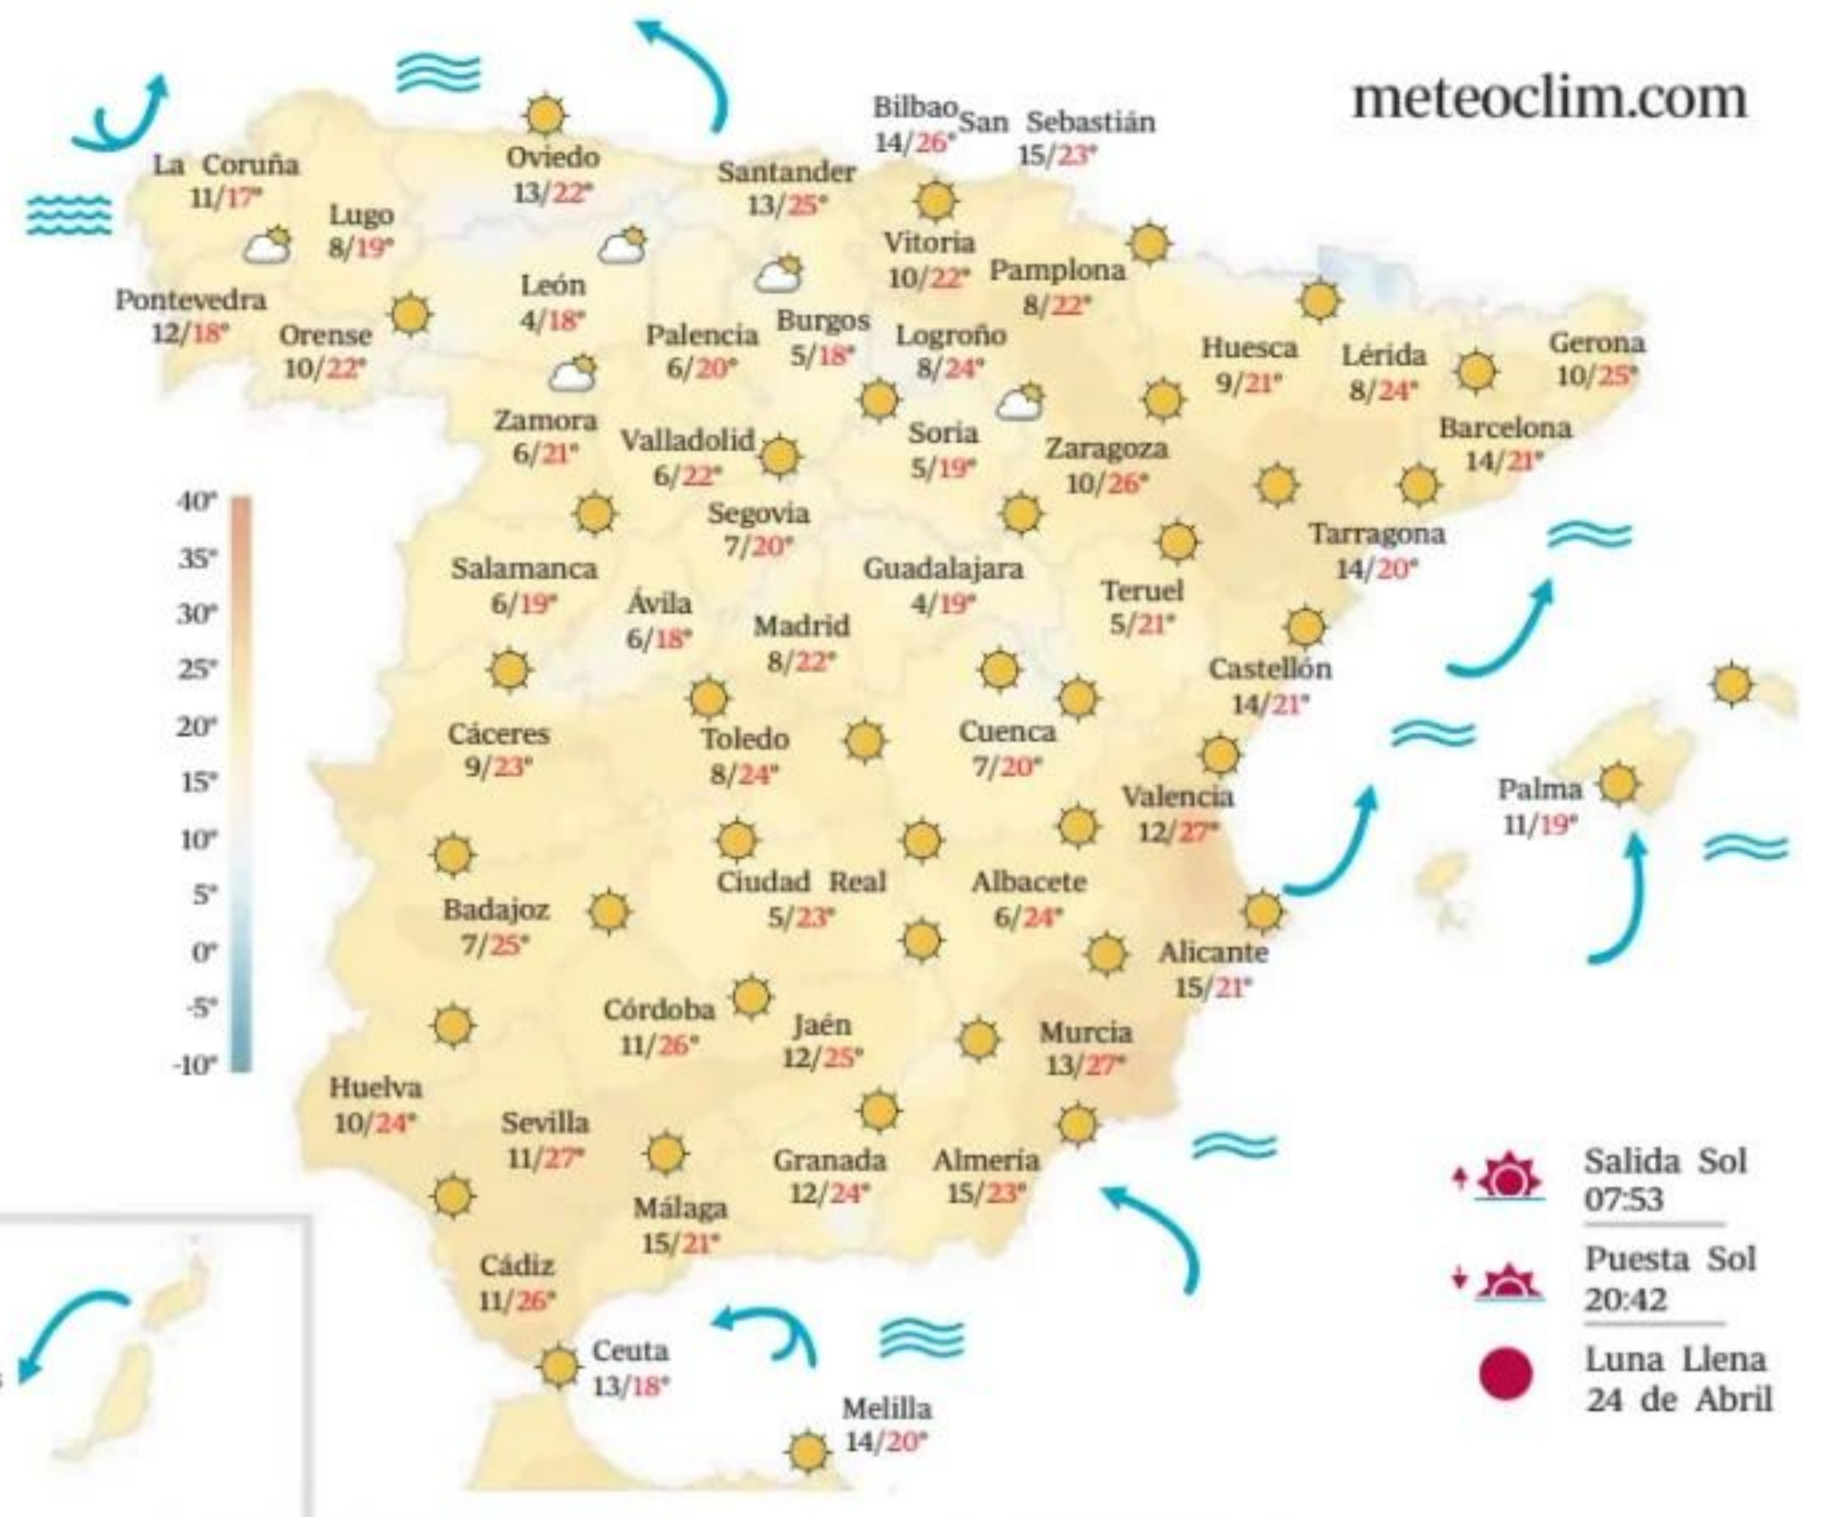 meteoclim.com
Bilbao
14/26°
San Sebastián
15/23°
La Coruña
11/17°
Oviedo
13/22°
Santander
13/25°
Lugo
8/19°
Vitoria
10/22°
Pamplona
8/22°
Pontevedra
12/18°
Orense
10/22°
León
4/18°
Palencia
6/20°
Burgos
5/18°
Logroño
8/24°
Huesca
9/21°
Lérida
8/24°
Gerona
10/25°
Zamora
6/21°
Valladolid
6/22°
Soria
5/19°
Zaragoza
10/26°
Barcelona
14/21°
Segovia
7/20°
Tarragona
14/20°
Salamanca
6/19°
Ávila
6/18°
Madrid
8/22°
Guadalajara
4/19°
Teruel
5/21°
Castellón
14/21°
Cáceres
9/23°
Toledo
8/24°
Cuenca
7/20°
Valencia
12/27°
Palma
11/19°
Badajoz
7/25°
Ciudad Real
5/23°
Albacete
6/24°
Alicante
15/21°
Córdoba
11/26°
Jaén
12/25°
Murcia
13/27°
Huelva
10/24°
Sevilla
11/27°
Granada
12/24°
Almería
15/23°
Málaga
15/21°
Cádiz
11/26°
Ceuta
13/18°
Melilla
14/20°
40°
35°
30°
25°
20°
15°
10°
5°
0°
-5°
-10°
Salida Sol
07:53
Puesta Sol
20:42
Luna Llena
24 de Abril